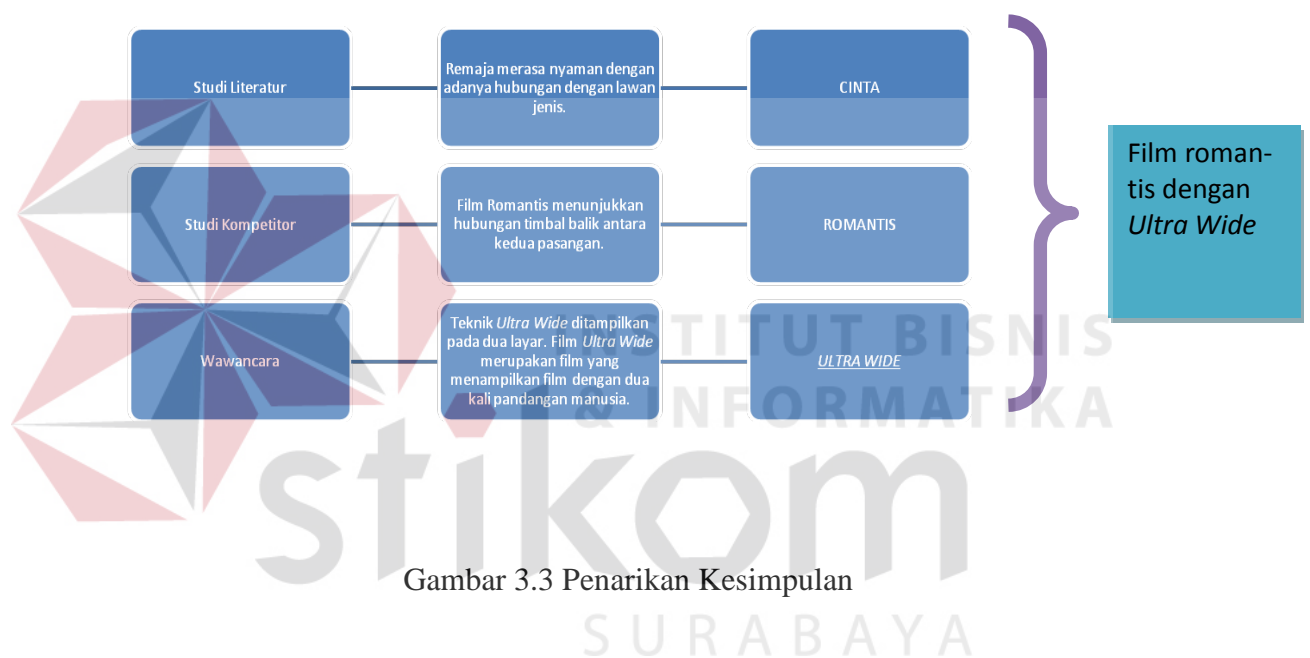 Studi Literatur
Remaja merasa nyaman dengan
adanya hubungan dengan lawan
jenis.
CINTA
Studi Kompetitor
Film Romantis menunjukkan
hubungan timbal balik antara
kedua pasangan.
ROMANTIS
Wawancara
Teknik Ultra Wide ditampilkan
pada dua layar. Film Ultra Wide
merupakan film yang
menampilkan film dengan dua
kali pandangan manusia.
ULTRA WIDE
Film roman-
tis dengan
Ultra Wide
INSTITUT BISNIS
& INFORMATIKA
stikom
SURABAYA
Gambar 3.3 Penarikan Kesimpulan